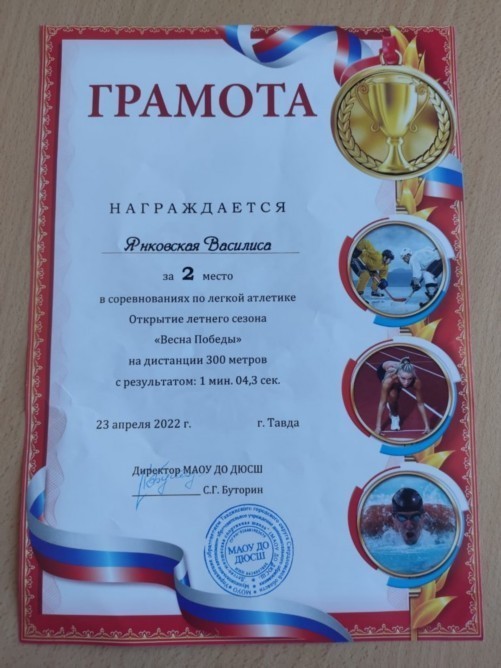 ГРАМОТА
НАГРАЖДАЕТСЯ
Янковская Василиса
за 2 место
в соревнованиях по легкой атлетике
Открытие летнего сезона
«Весна Победы»
на дистанции 300 метров
с результатом: 1 мин. 04,3 сек.
23 апреля 2022 г. г. Тавда
Директор МАОУ ДО ДЮСШ
С.Г. Буторин
МАОУ ДО
ДЮСШ